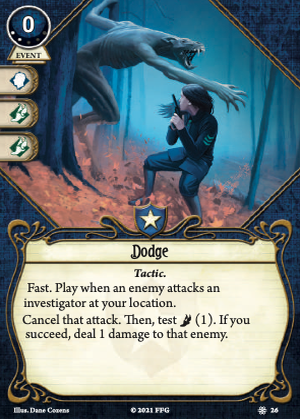 0
EVENT
Dodge
Tactic.
Fast. Play when an enemy attacks an
investigator at your location.
Cancel that attack. Then, test (1). If you
succeed, deal 1 damage to that enemy.
Illus. Dane Cozens
© 2021 FFG
26